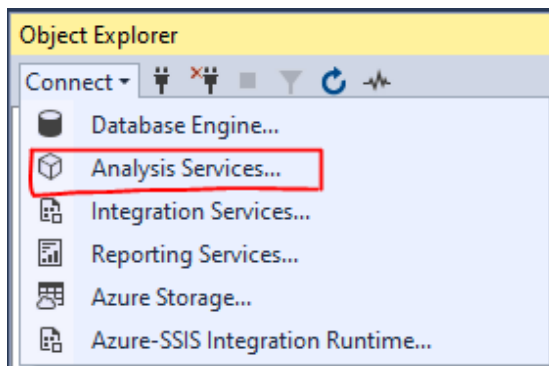 Object Explorer
Connect
Database Engine...
Analysis Services...
Integration Services...
Reporting Services...
Azure Storage...
Azure-SSIS Integration Runtime...